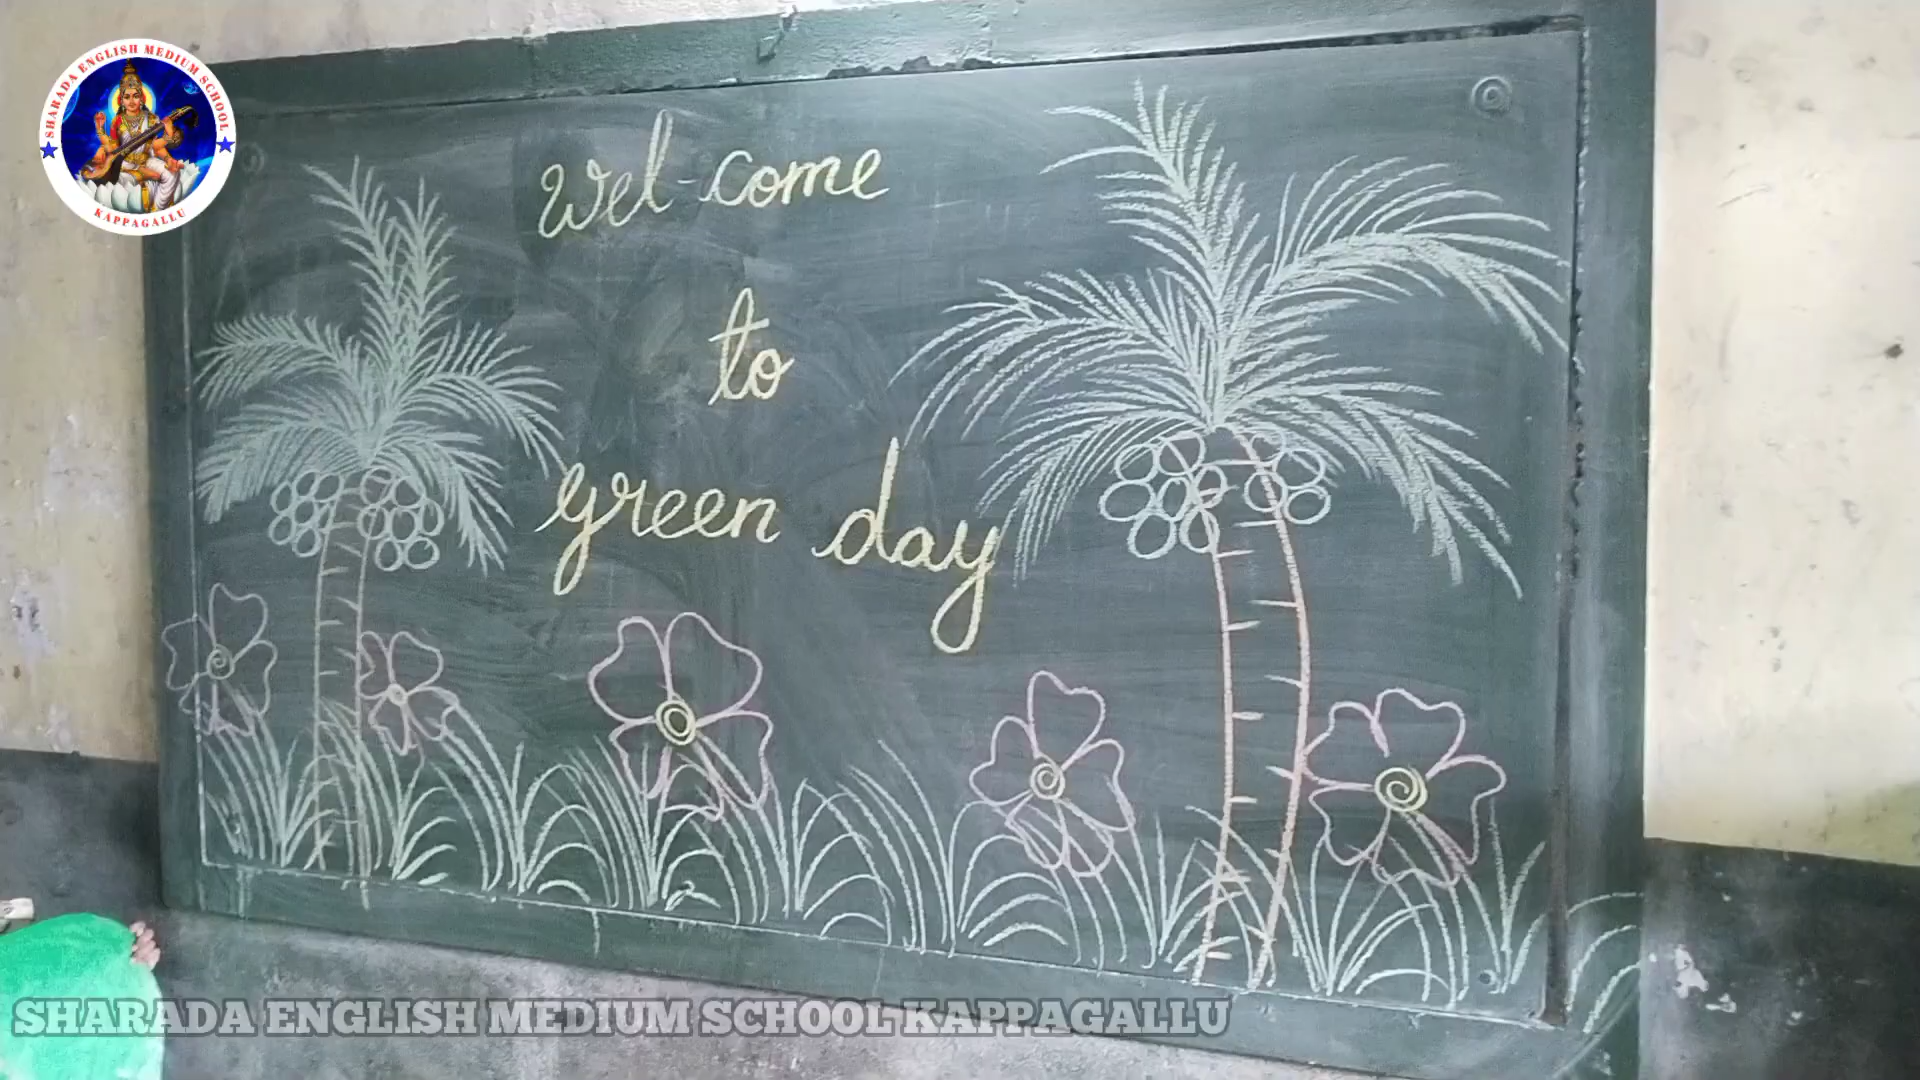 SHARADA ENGLISH MEDIUM SCHOOL
KAPPAGALLU
Wel-come
to
green day
SHARADA ENGLISH MEDIUM SCHOOL KAPPAGALLU